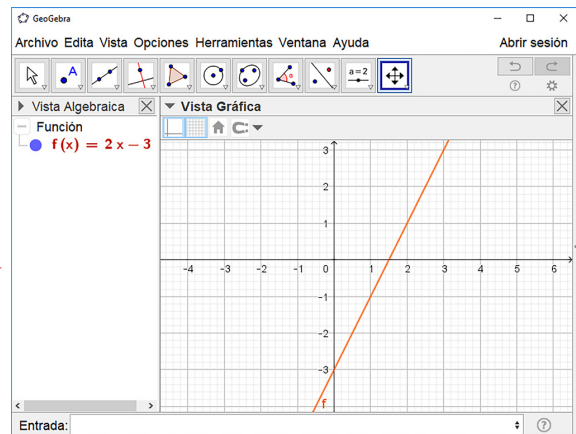 GeoGebra
Archivo Edita Vista Opciones Herramientas Ventana Ayuda Abrir sesión
A α a=2
Vista Algebraica Vista Gráfica
Función
f(x) = 2 x – 3
3
2
1
-4 -3 -2 -1 0 1 2 3 4 5 6
-1
-2
-3
f
Entrada: